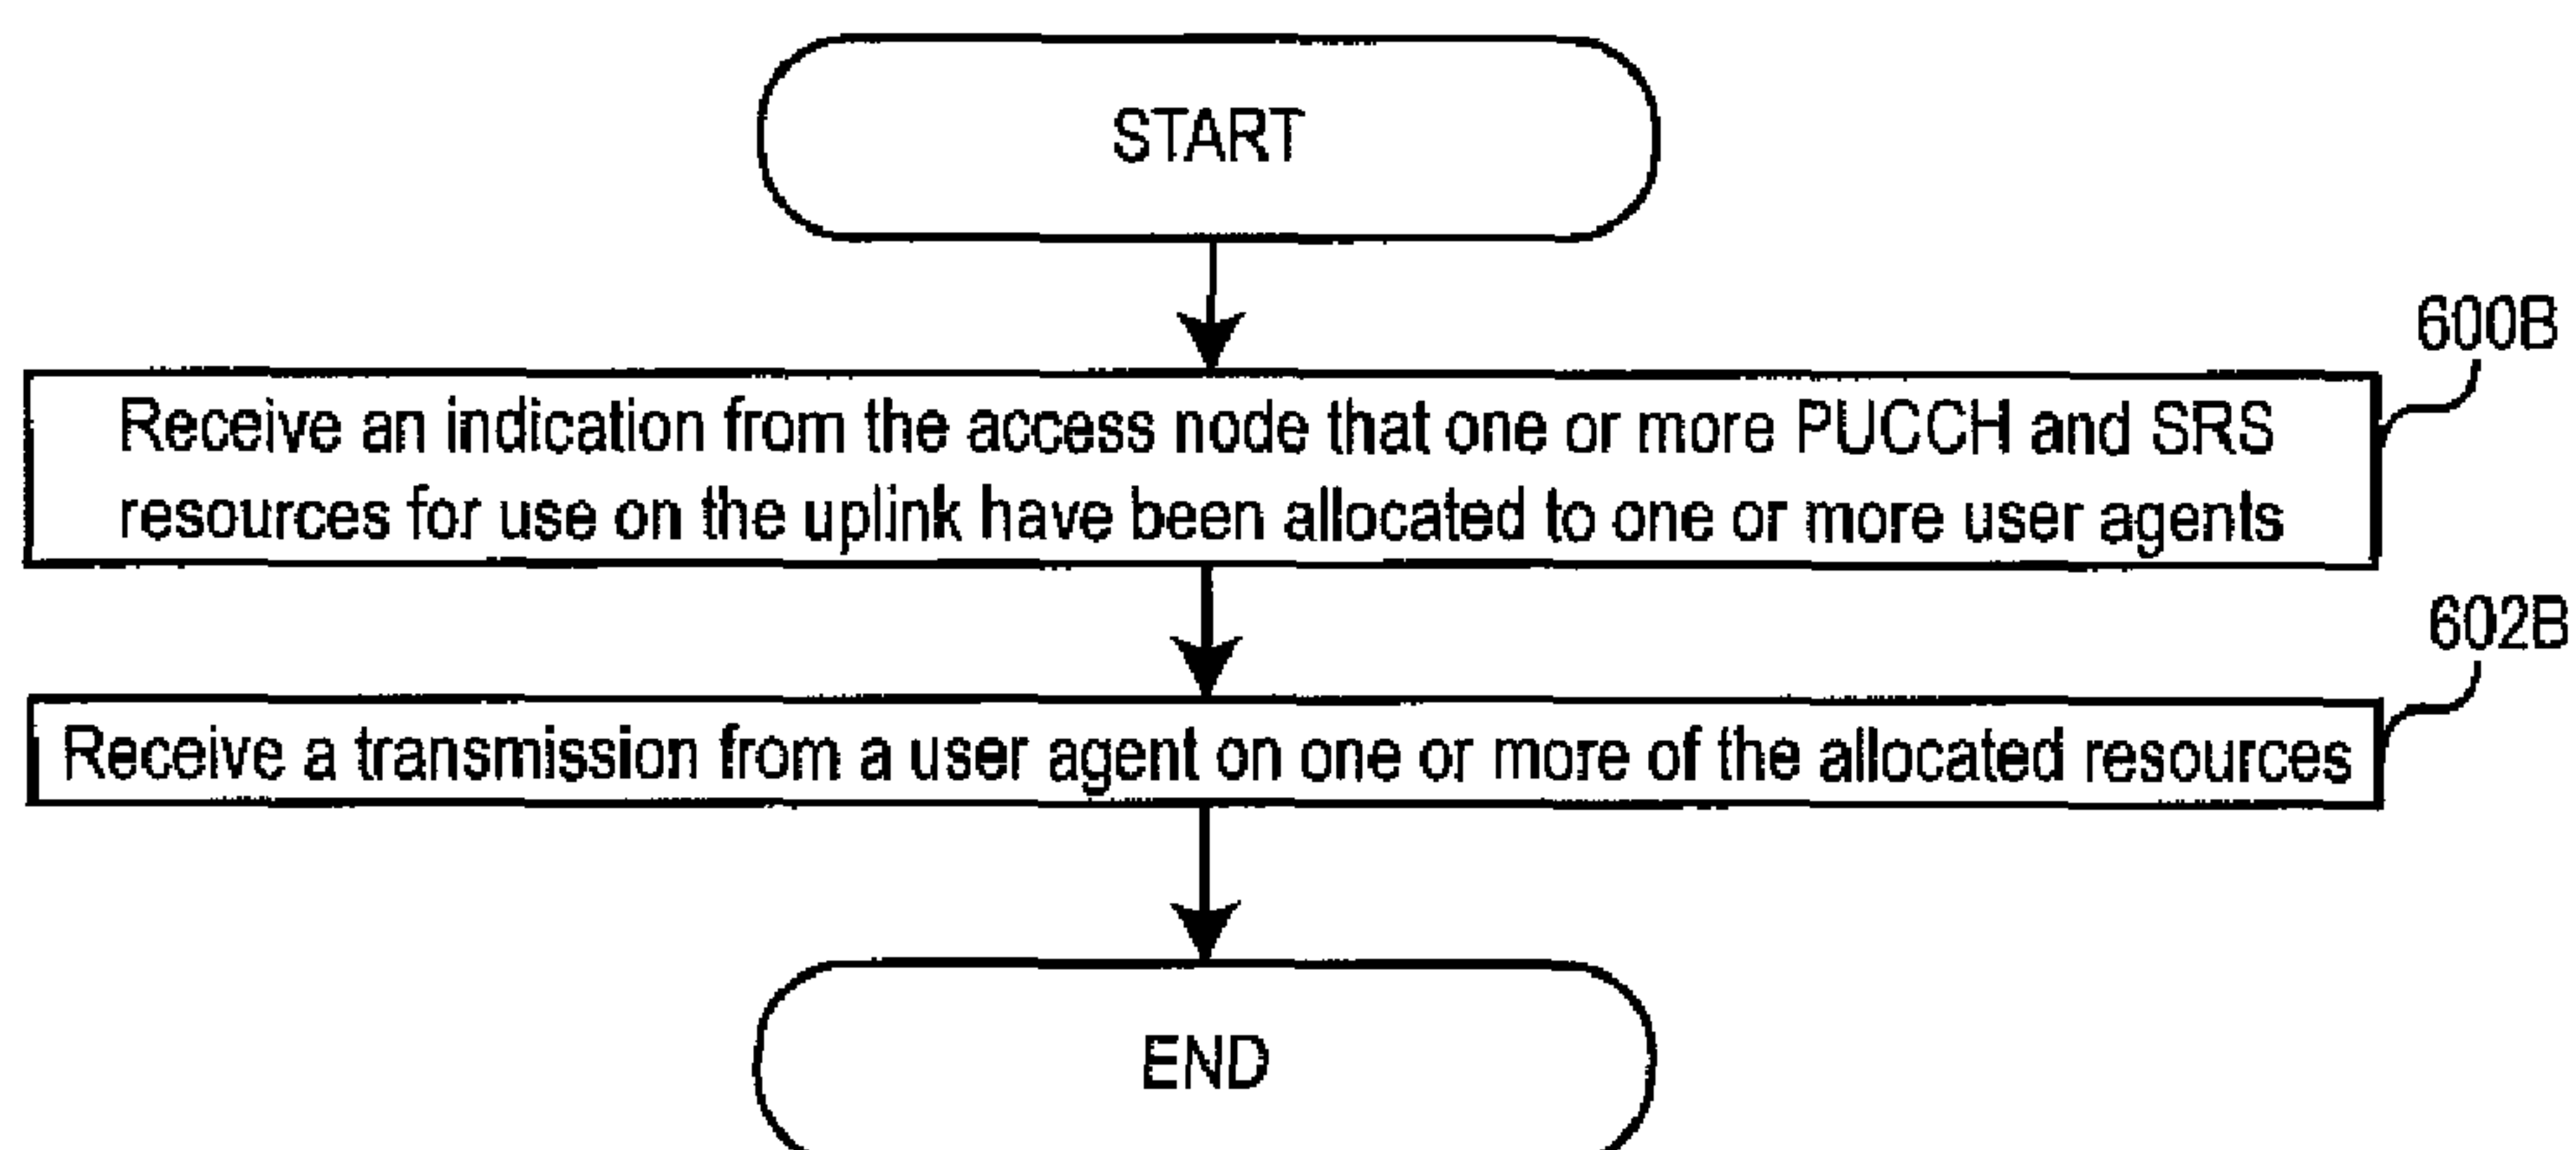 START
600B
Receive an indication from the access node that one or more PUCCH and SRS
resources for use on the uplink have been allocated to one or more user agents
602B
Receive a transmission from a user agent on one or more of the allocated resources
END